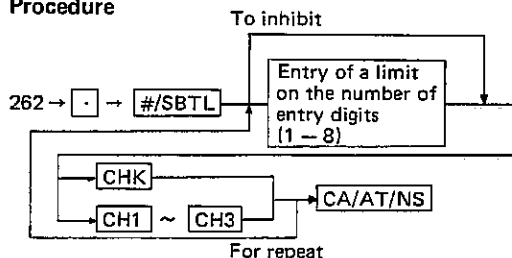 Procedure
To inhibit
262 → · → #/SBTL
Entry of a limit
on the number of
entry digits
(1 – 8)
CHK
CH1 ~ CH3
CA/AT/NS
For repeat